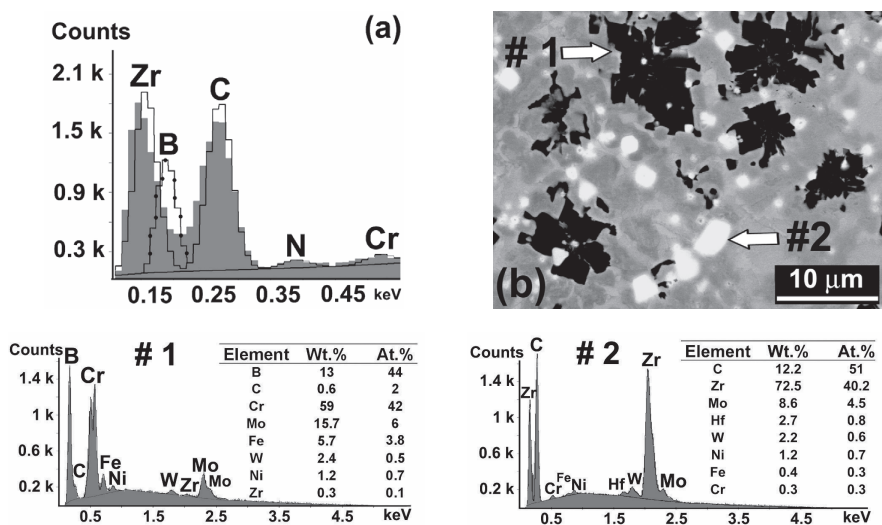 Counts
(a)
2.1 k
1.5 k
0.9 k
0.3 k
Zr
B
C
N
Cr
0.15 0.25 0.35 0.45 keV
# 1
#2
(b)
10 µm
Counts
B
# 1
1.4 k
1 k
0.6 k
0.2 k
Cr
C
Fe
Ni
W
Zr
Mo
Mo
0.5 1.5 2.5 3.5 keV
Element Wt.% At.%
B 13 44
C 0.6 2
Cr 59 42
Mo 15.7 6
Fe 5.7 3.8
W 2.4 0.5
Ni 1.2 0.7
Zr 0.3 0.1
Counts
C
# 2
Zr
1.4 k
1 k
0.6 k
0.2 k
Zr
Cr
Fe
Ni
Hf
W
Mo
0.5 1.5 2.5 3.5 4.5 keV
Element Wt.% At.%
C 12.2 51
Zr 72.5 40.2
Mo 8.6 4.5
Hf 2.7 0.8
W 2.2 0.6
Ni 1.2 0.7
Fe 0.4 0.3
Cr 0.3 0.3